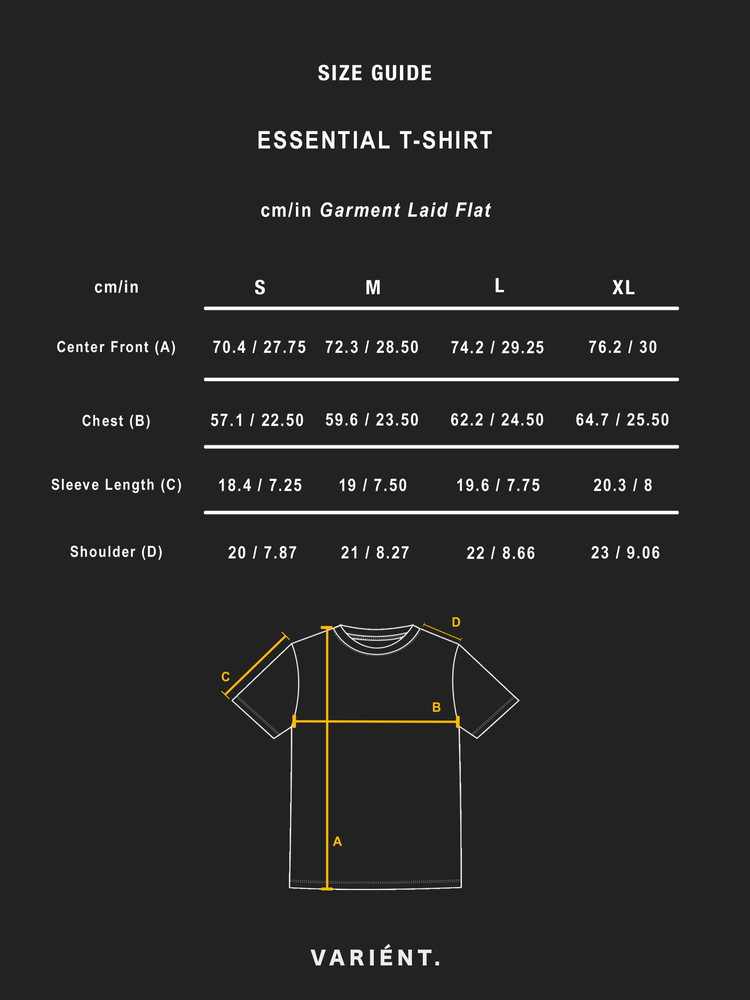 SIZE GUIDE
ESSENTIAL T-SHIRT
cm/in Garment Laid Flat
cm/in S M L XL
Center Front (A) 70.4 / 27.75 72.3 / 28.50 74.2 / 29.25 76.2 / 30
Chest (B) 57.1 / 22.50 59.6 / 23.50 62.2 / 24.50 64.7 / 25.50
Sleeve Length (C) 18.4 / 7.25 19 / 7.50 19.6 / 7.75 20.3 / 8
Shoulder (D) 20 / 7.87 21 / 8.27 22 / 8.66 23 / 9.06
D
C
B
A
VARIÉNT.